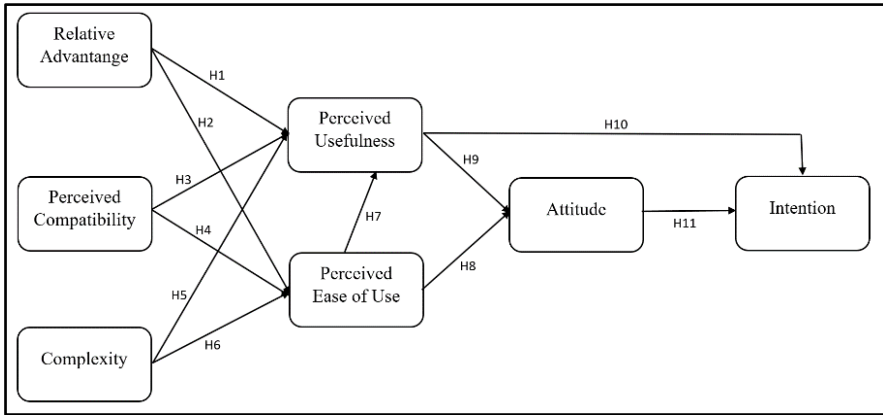 Relative
Advantange
H1
H2
Perceived
Usefulness
H10
H9
H3
Perceived
Compatibility
H4
H7
Attitude
H11
Intention
H5
Perceived
Ease of Use
H8
H6
Complexity